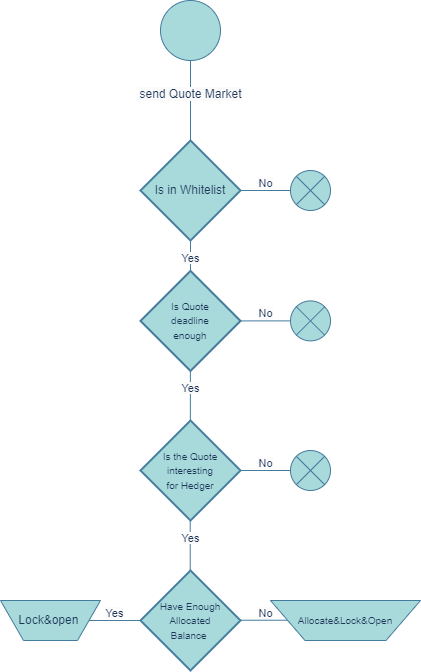 send Quote Market
Is in Whitelist
No
Yes
Is Quote
deadline
enough
No
Yes
Is the Quote
interesting
for Hedger
No
Yes
Lock&open
Yes
Have Enough
Allocated
Balance
No
Allocate&Lock&Open